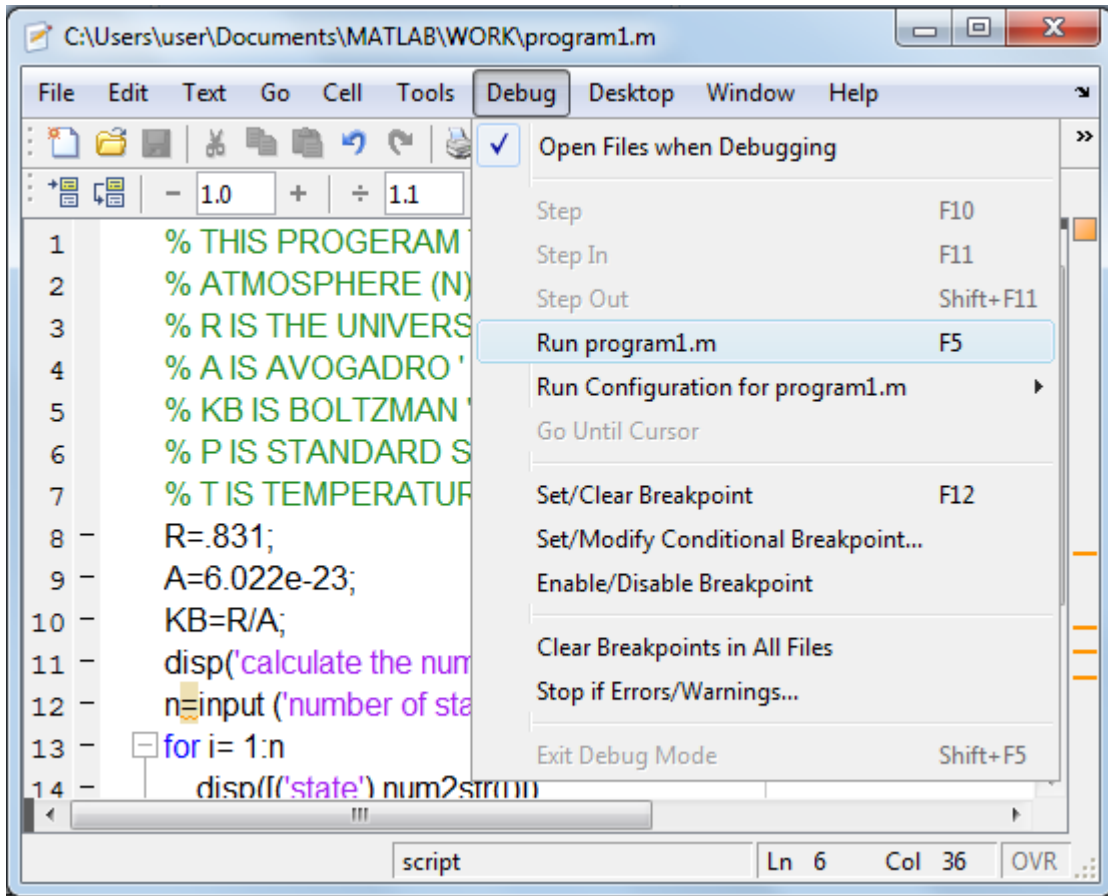 C:\Users\user\Documents\MATLAB\WORK\program1.m
File Edit Text Go Cell Tools Debug Desktop Window Help
1.0 1.1
Open Files when Debugging
Step F10
Step In F11
Step Out Shift+F11
Run program1.m F5
Run Configuration for program1.m
Go Until Cursor
Set/Clear Breakpoint F12
Set/Modify Conditional Breakpoint...
Enable/Disable Breakpoint
Clear Breakpoints in All Files
Stop if Errors/Warnings...
Exit Debug Mode Shift+F5
1 % THIS PROGERAM
2 % ATMOSPHERE (N)
3 % R IS THE UNIVERS
4 % A IS AVOGADRO '
5 % KB IS BOLTZMAN '
6 % P IS STANDARD S
7 % T IS TEMPERATUR
8 R=.831;
9 A=6.022e-23;
10 KB=R/A;
11 disp('calculate the num
12 n=input ('number of sta
13 for i= 1:n
14 disp([('state') num2str(i)])
script Ln 6 Col 36 OVR